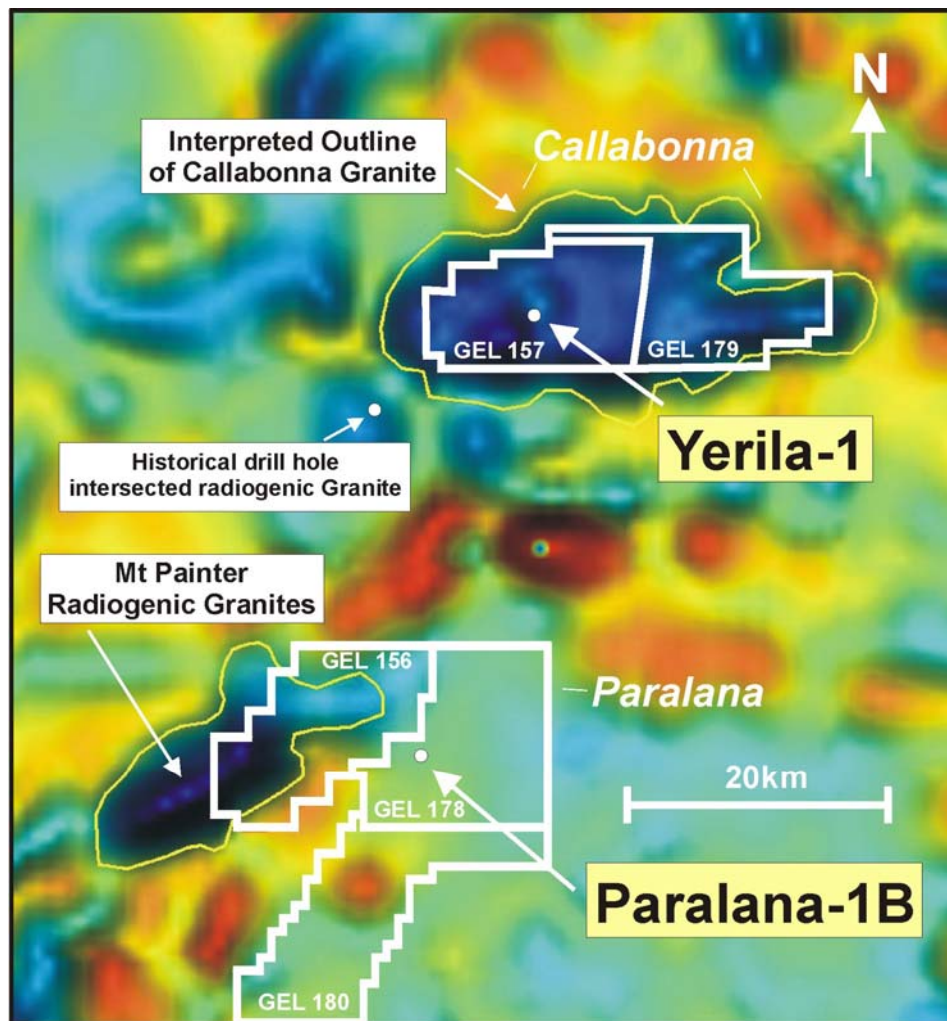 N
Interpreted Outline
of Callabonna Granite
Callabonna
GEL 157
GEL 179
Yerila-1
Historical drill hole
intersected radiogenic Granite
Mt Painter
Radiogenic Granites
GEL 156
Paralana
20km
GEL 178
Paralana-1B
GEL 180